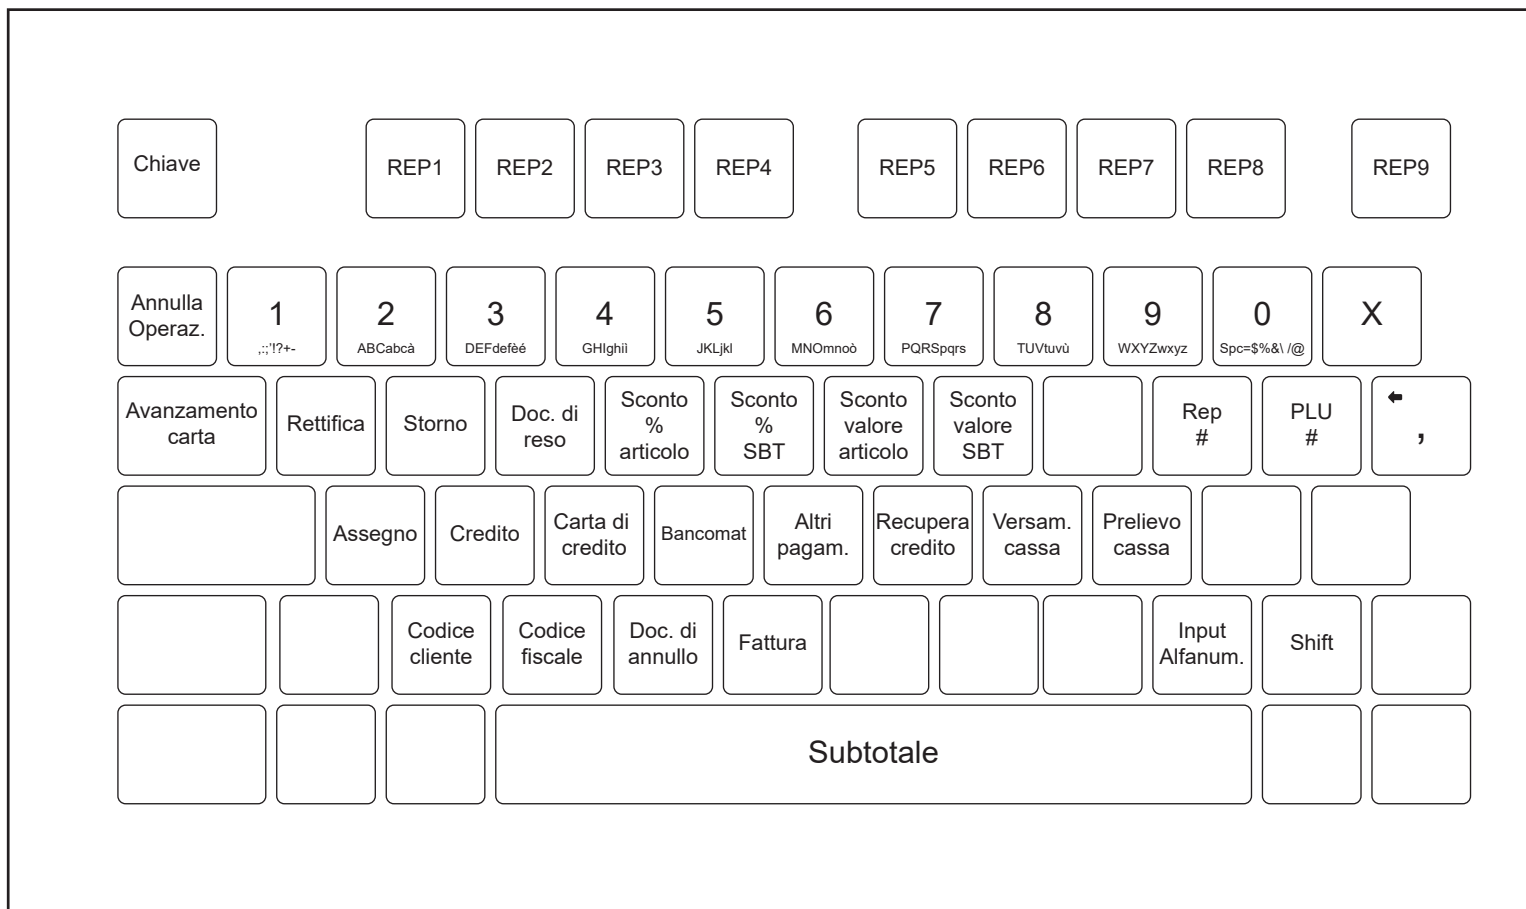 Chiave
REP1
REP2
REP3
REP4
REP5
REP6
REP7
REP8
REP9
Annulla
Operaz.
1
,:;'!?+-
2
ABCabcà
3
DEFdefèé
4
GHIghiì
5
JKLjkl
6
MNOmnoò
7
PQRSpqrs
8
TUVtuvù
9
WXYZwxyz
0
Spc=$%&\ /@
X
Avanzamento
carta
Rettifica
Storno
Doc. di
reso
Sconto
%
articolo
Sconto
%
SBT
Sconto
valore
articolo
Sconto
valore
SBT
Rep
#
PLU
#
,
Assegno
Credito
Carta di
credito
Bancomat
Altri
pagam.
Recupera
credito
Versam.
cassa
Prelievo
cassa
Codice
cliente
Codice
fiscale
Doc. di
annullo
Fattura
Input
Alfanum.
Shift
Subtotale